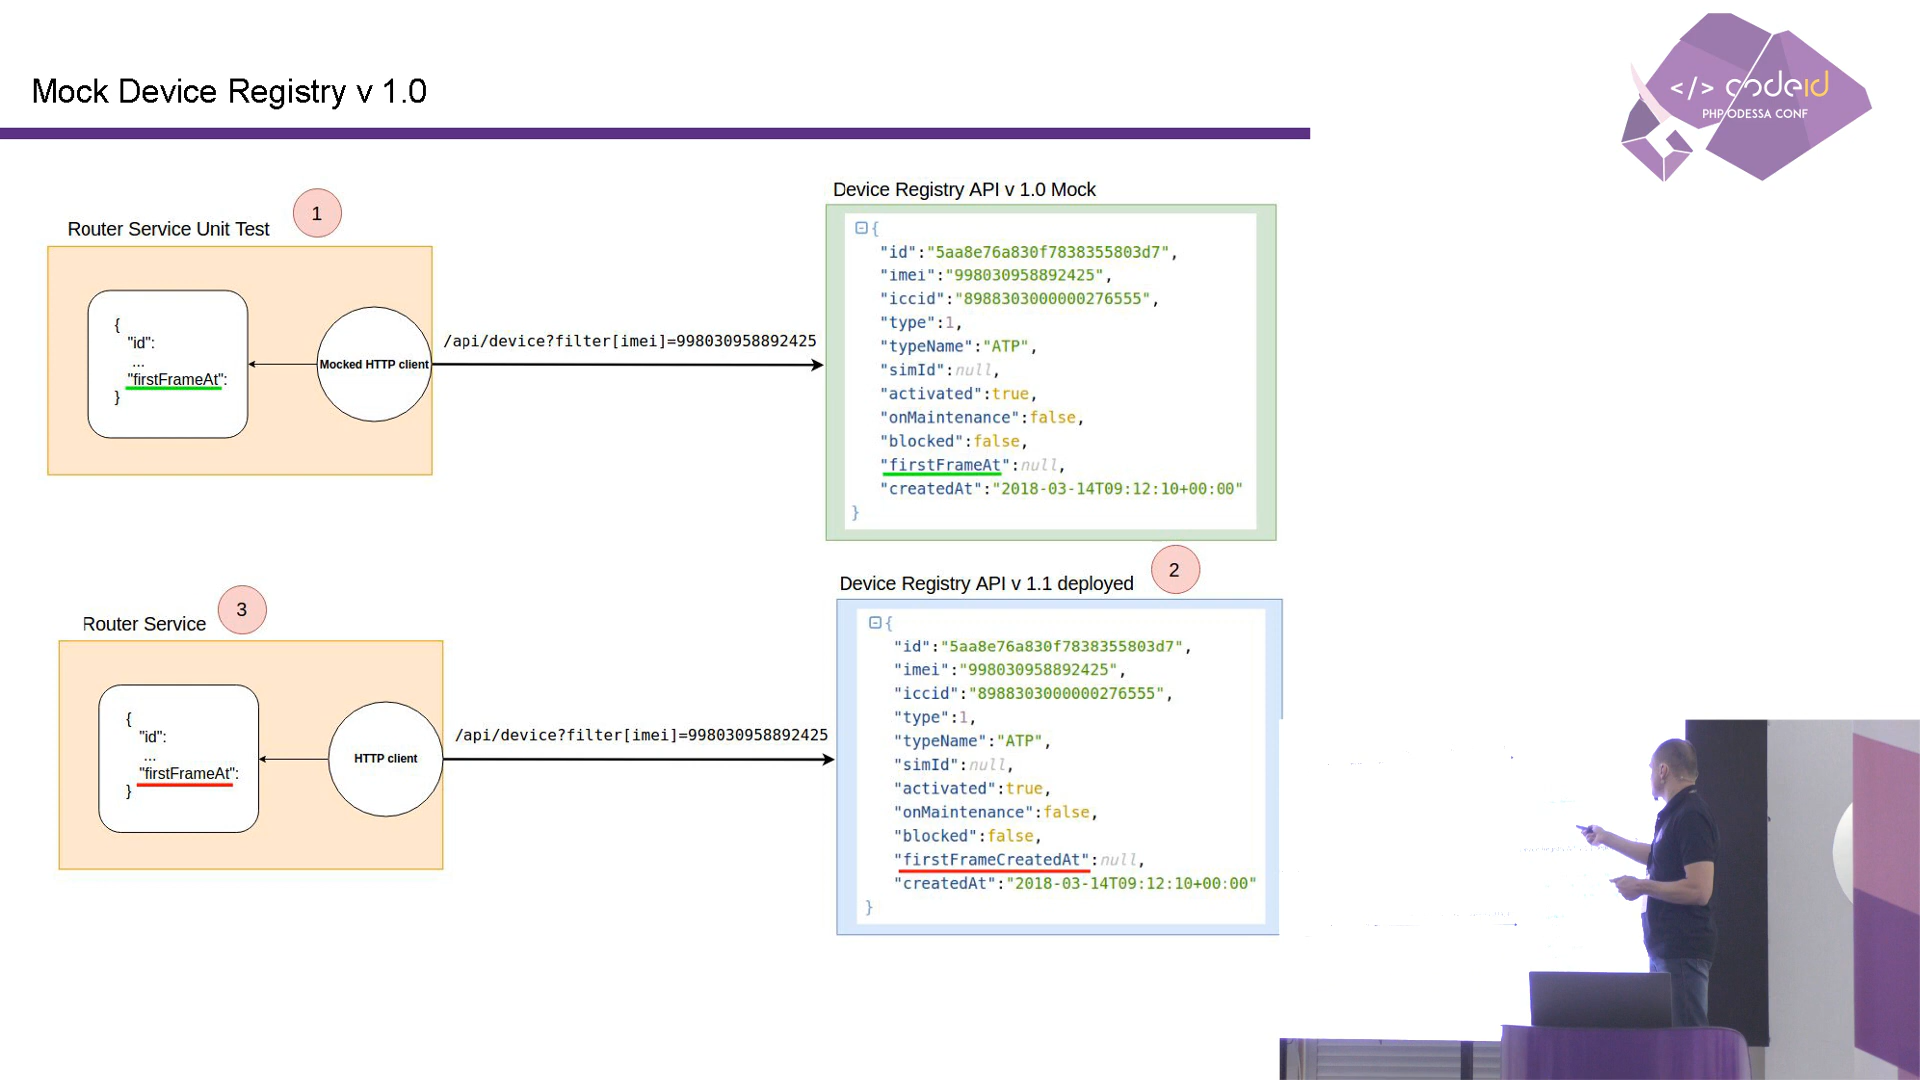 Mock Device Registry v 1.0
</> codeid
PHP ODESSA CONF
Router Service Unit Test
1
{
"id":
...
"firstFrameAt":
}
Mocked HTTP client
/api/device?filter[imei]=998030958892425
Device Registry API v 1.0 Mock
{
"id":"5aa8e76a830f7838355803d7",
"imei":"998030958892425",
"iccid":"8988303000000276555",
"type":1,
"typeName":"ATP",
"simId":null,
"activated":true,
"onMaintenance":false,
"blocked":false,
"firstFrameAt":null,
"createdAt":"2018-03-14T09:12:10+00:00"
}
Router Service
3
{
"id":
...
"firstFrameAt":
}
HTTP client
/api/device?filter[imei]=998030958892425
Device Registry API v 1.1 deployed
2
{
"id":"5aa8e76a830f7838355803d7",
"imei":"998030958892425",
"iccid":"8988303000000276555",
"type":1,
"typeName":"ATP",
"simId":null,
"activated":true,
"onMaintenance":false,
"blocked":false,
"firstFrameCreatedAt":null,
"createdAt":"2018-03-14T09:12:10+00:00"
}